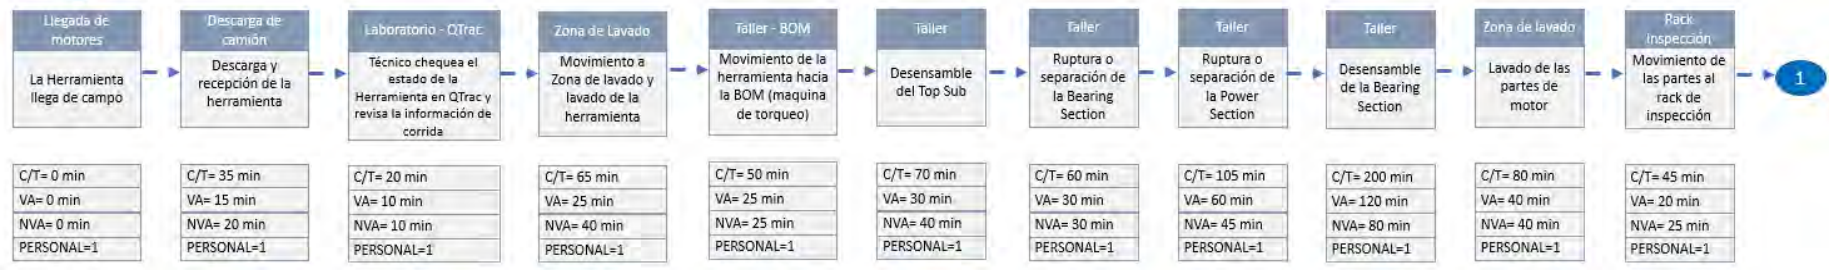 Llegada de
motores
La Herramienta
llega de campo
C/T= 0 min
VA= 0 min
NVA= 0 min
PERSONAL=1
Descarga de
camión
Descarga y
recepción de la
herramienta
C/T= 35 min
VA= 15 min
NVA= 20 min
PERSONAL=1
Laboratorio - QTrac
Técnico chequea el
estado de la
Herramienta en QTrac y
revisa la información de
corrida
C/T= 20 min
VA= 10 min
NVA= 10 min
PERSONAL=1
Zona de Lavado
Movimiento a
Zona de lavado y
lavado de la
herramienta
C/T= 65 min
VA= 25 min
NVA= 40 min
PERSONAL=1
Taller - BOM
Movimiento de la
herramienta hacia
la BOM (maquina
de torqueo)
C/T= 50 min
VA= 25 min
NVA= 25 min
PERSONAL=1
Taller
Desensamble
del Top Sub
C/T= 70 min
VA= 30 min
NVA= 40 min
PERSONAL=1
Taller
Ruptura o
separación de
la Bearing
Section
C/T= 60 min
VA= 30 min
NVA= 30 min
PERSONAL=1
Taller
Ruptura o
separación de
la Power
Section
C/T= 105 min
VA= 60 min
NVA= 45 min
PERSONAL=1
Taller
Desensamble
de la Bearing
Section
C/T= 200 min
VA= 120 min
NVA= 80 min
PERSONAL=1
Zona de lavado
Lavado de las
partes de
motor
C/T= 80 min
VA= 40 min
NVA= 40 min
PERSONAL=1
Rack
inspección
Movimiento de
las partes al
rack de
inspección
C/T= 45 min
VA= 20 min
NVA= 25 min
PERSONAL=1
1